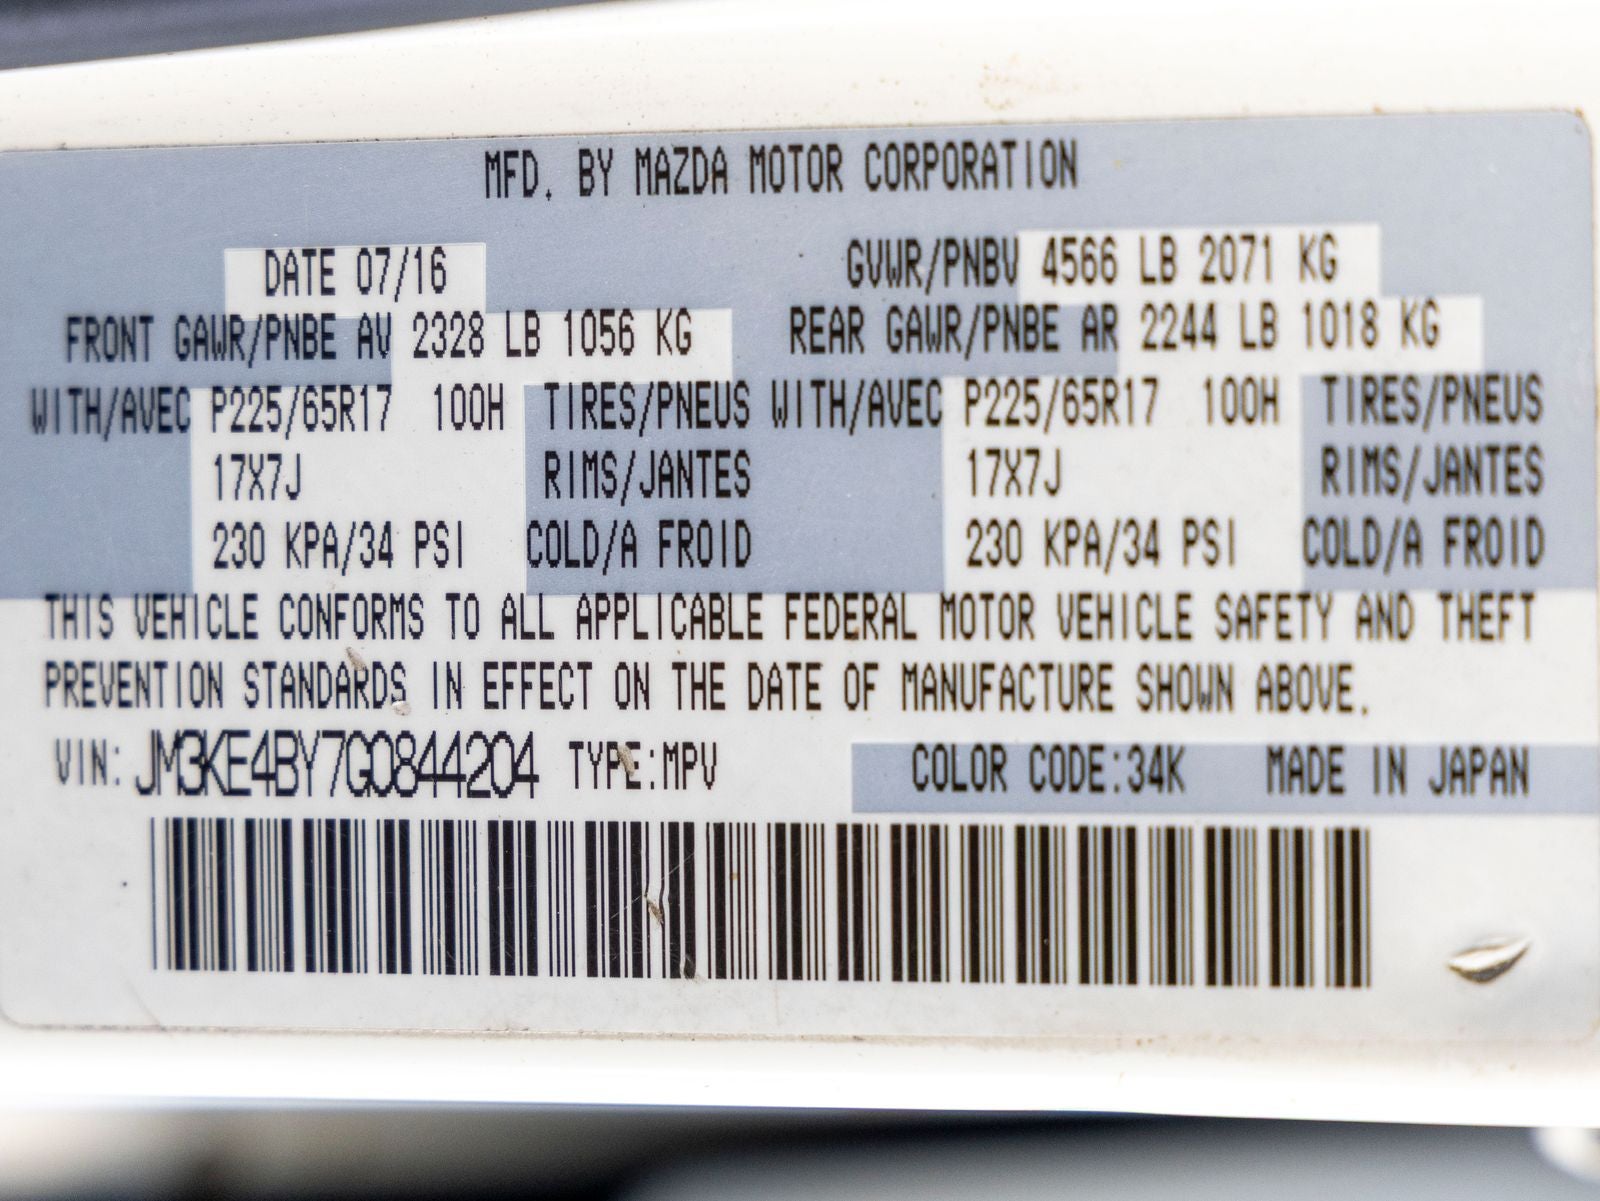 MFD. BY MAZDA MOTOR CORPORATION
DATE 07/16 GVWR/PNBV 4566 LB 2071 KG
FRONT GAWR/PNBE AV 2328 LB 1056 KG REAR GAWR/PNBE AR 2244 LB 1018 KG
WITH/AVEC P225/65R17 100H TIRES/PNEUS WITH/AVEC P225/65R17 100H TIRES/PNEUS
17X7J RIMS/JANTES 17X7J RIMS/JANTES
230 KPA/34 PSI COLD/A FROID 230 KPA/34 PSI COLD/A FROID
THIS VEHICLE CONFORMS TO ALL APPLICABLE FEDERAL MOTOR VEHICLE SAFETY AND THEFT
PREVENTION STANDARDS IN EFFECT ON THE DATE OF MANUFACTURE SHOWN ABOVE.
VIN: JM3KE4BY7G0844204 TYPE:MPV COLOR CODE:34K MADE IN JAPAN